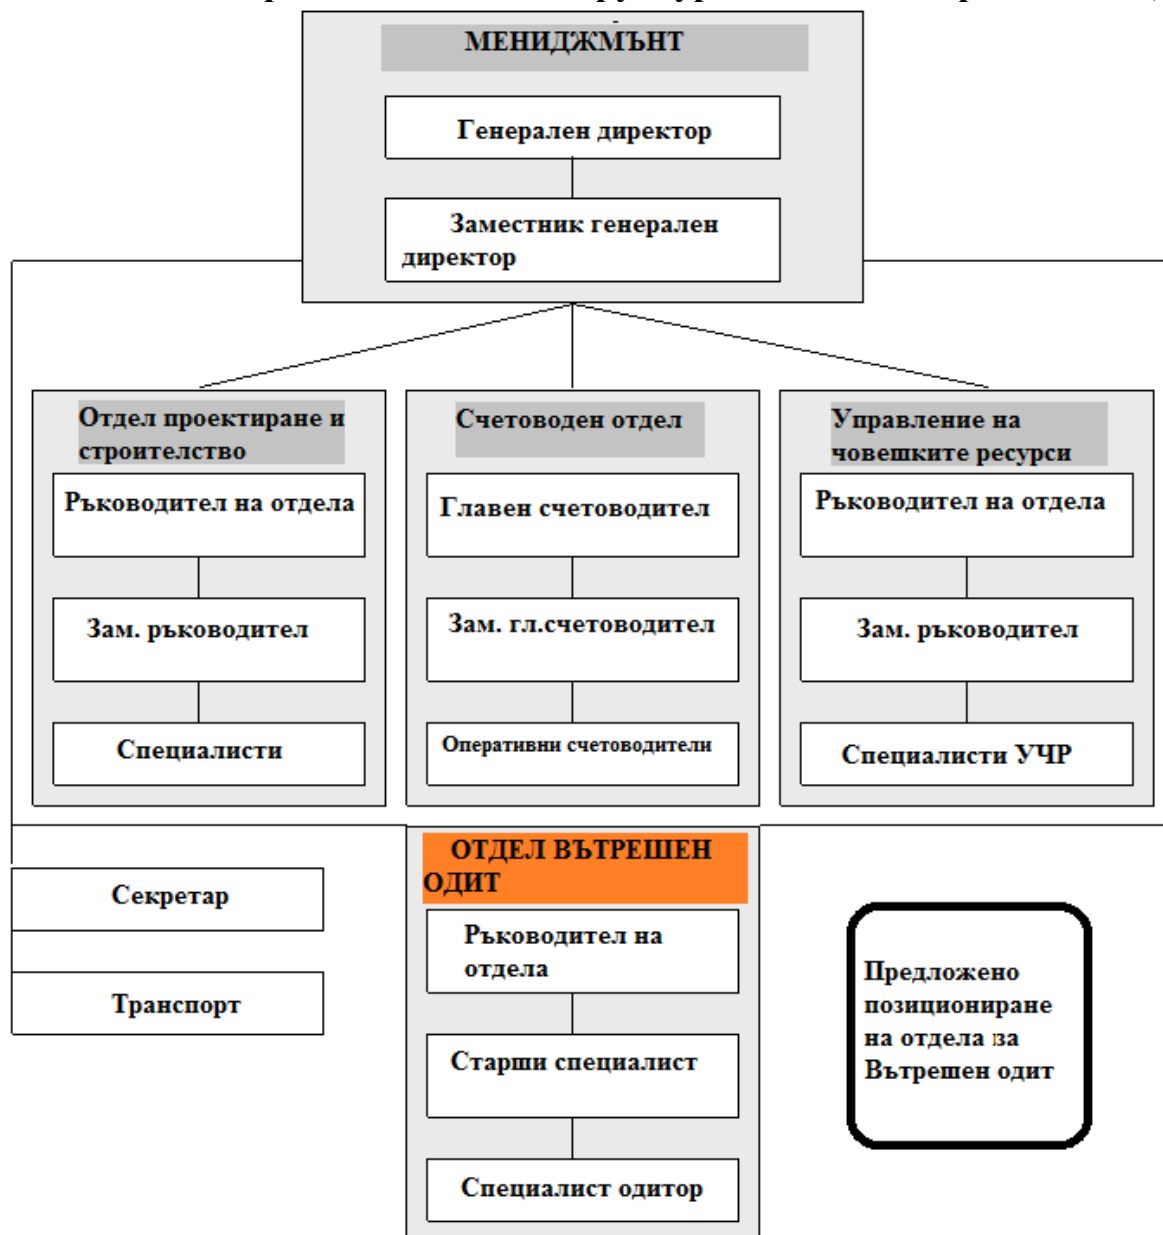 МЕНИДЖМЪНТ
Генерален директор
Заместник генерален
директор
Отдел проектиране и
строителство
Ръководител на отдела
Зам. ръководител
Специалисти
Счетоводен отдел
Главен счетоводител
Зам. гл.счетоводител
Оперативни счетоводители
Управление на
човешките ресурси
Ръководител на отдела
Зам. ръководител
Специалисти УЧР
Секретар
Транспорт
ОТДЕЛ ВЪТРЕШЕН
ОДИТ
Ръководител на
отдела
Старши специалист
Специалист одитор
Предложено
позициониране
на отдела за
Вътрешен одит